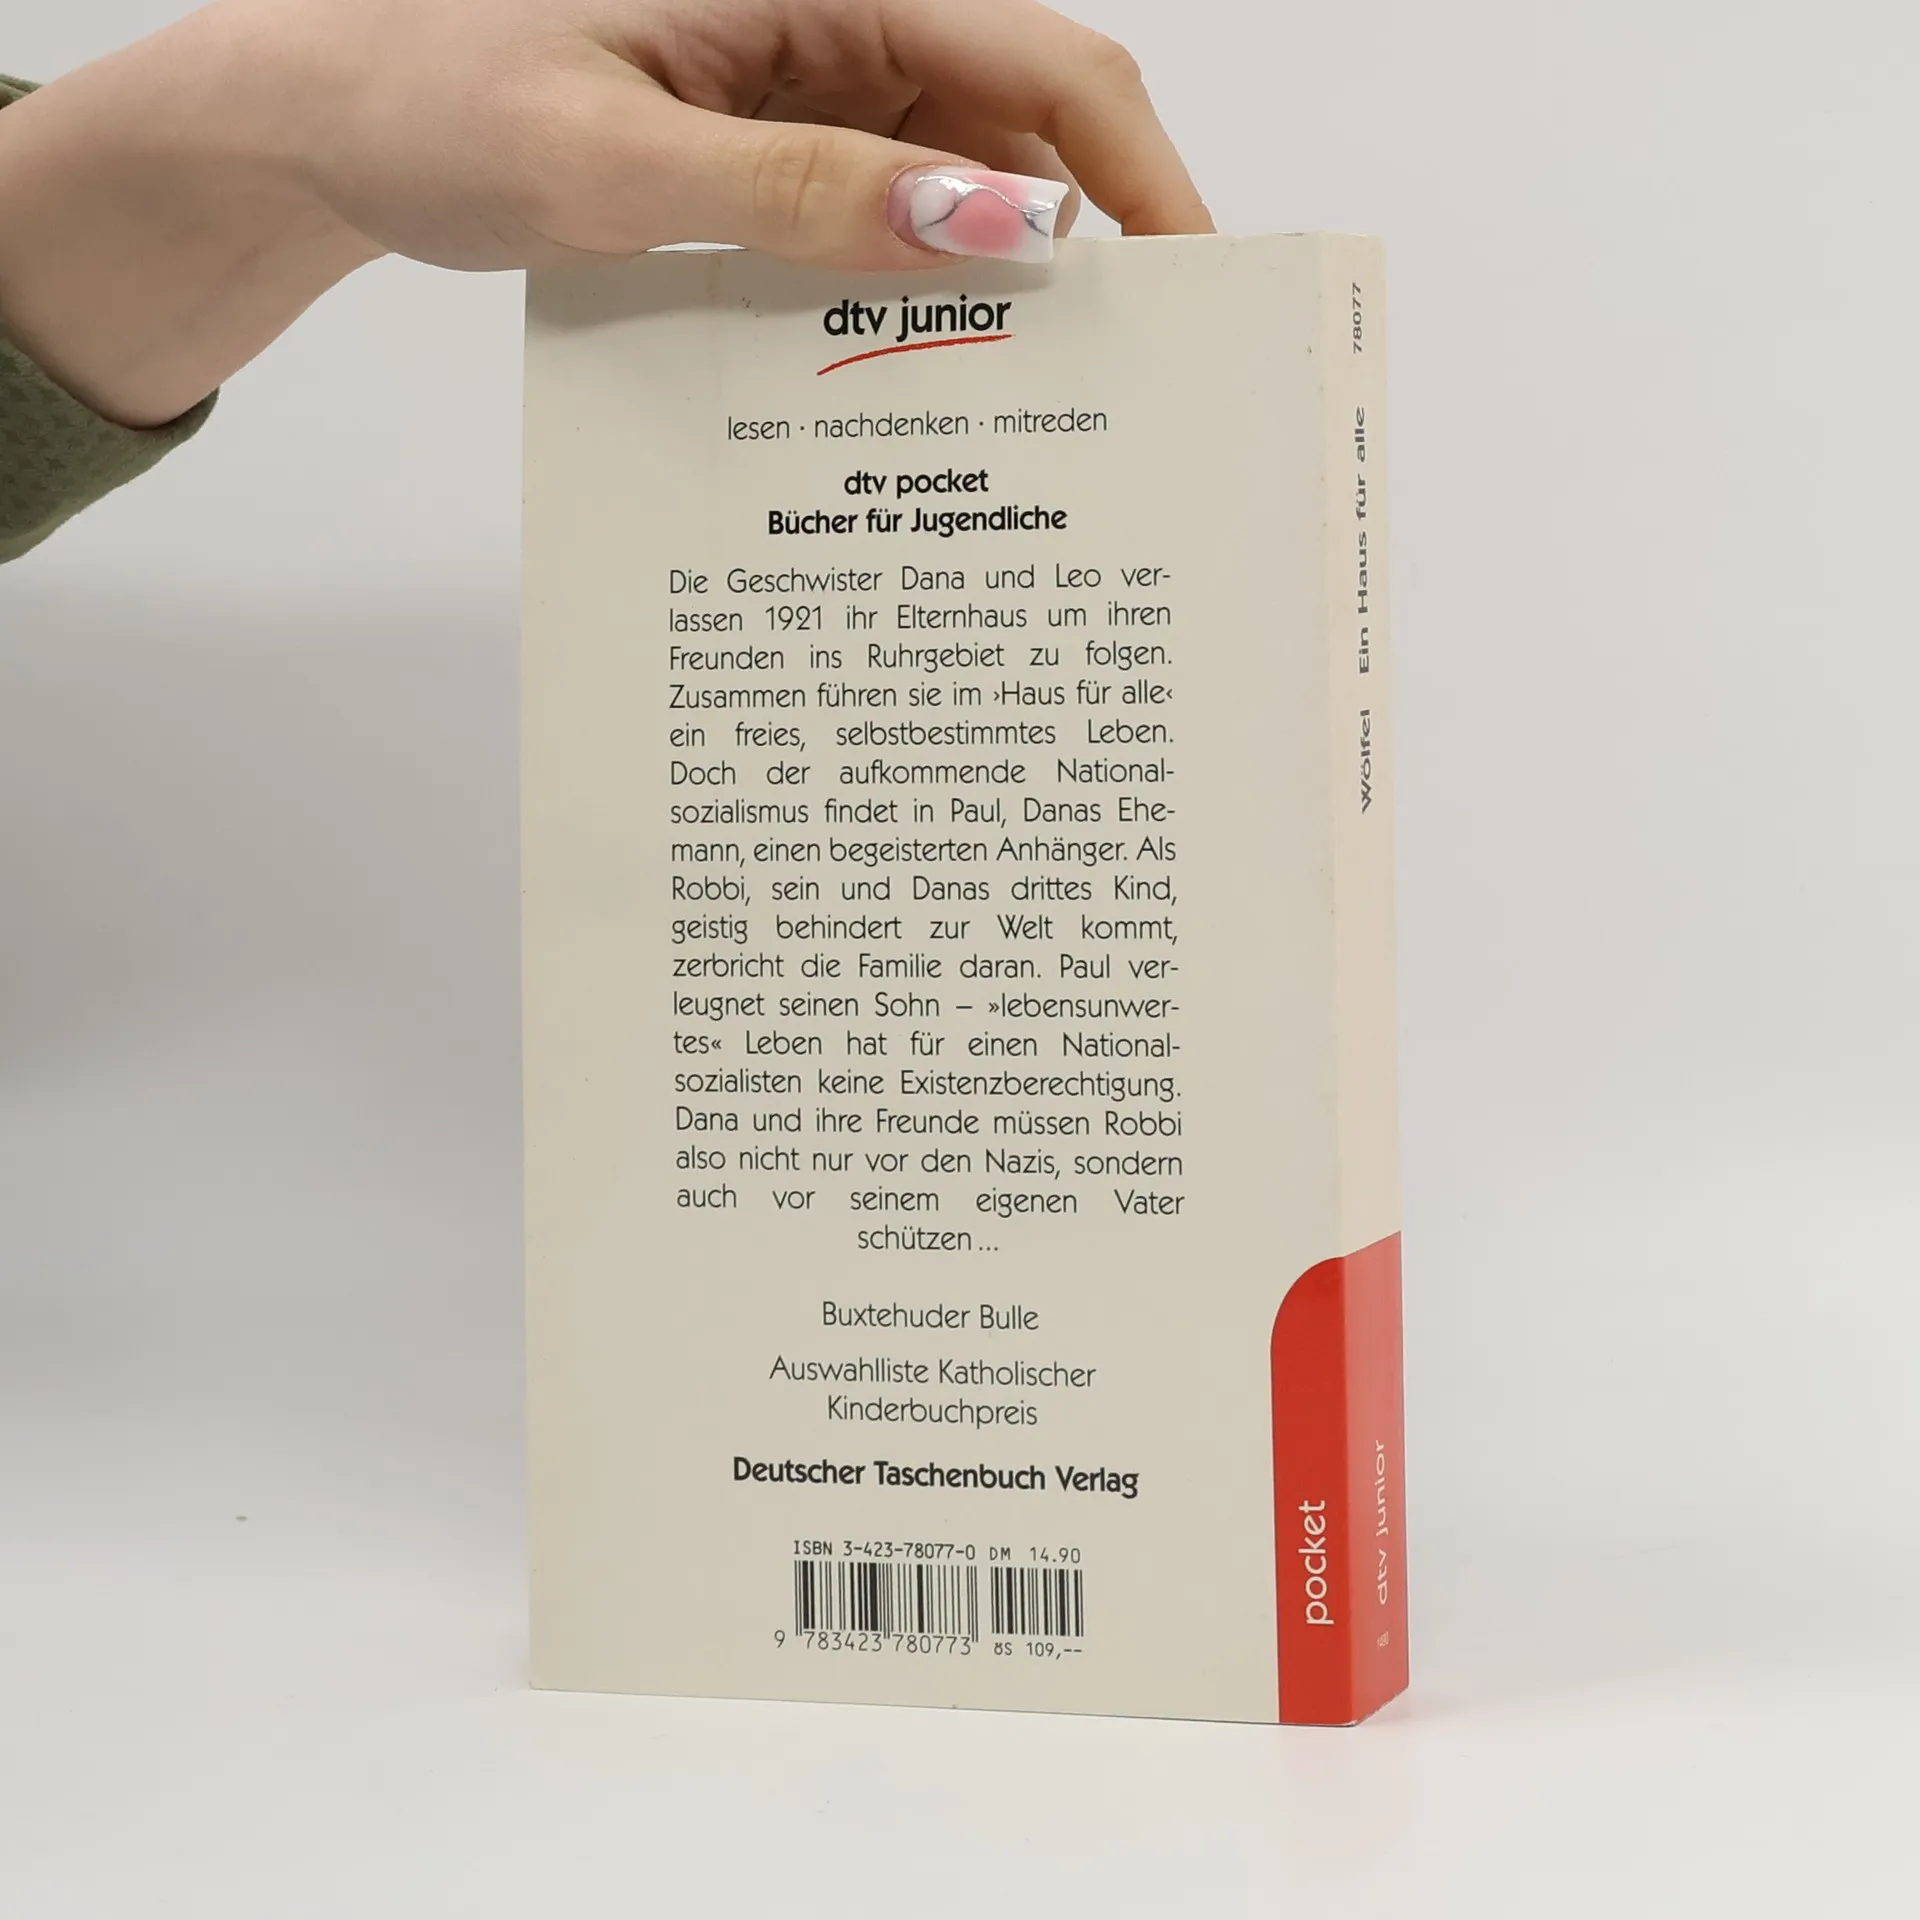 dtv junior
lesen · nachdenken · mitreden
dtv pocket
Bücher für Jugendliche
Die Geschwister Dana und Leo ver-
lassen 1921 ihr Elternhaus um ihren
Freunden ins Ruhrgebiet zu folgen.
Zusammen führen sie im ›Haus für alle‹
ein freies, selbstbestimmtes Leben.
Doch der aufkommende National-
sozialismus findet in Paul, Danas Ehe-
mann, einen begeisterten Anhänger. Als
Robbi, sein und Danas drittes Kind,
geistig behindert zur Welt kommt,
zerbricht die Familie daran. Paul ver-
leugnet seinen Sohn – »lebensunwer-
tes« Leben hat für einen National-
sozialisten keine Existenzberechtigung.
Dana und ihre Freunde müssen Robbi
also nicht nur vor den Nazis, sondern
auch vor seinem eigenen Vater
schützen ...
Buxtehuder Bulle
Auswahlliste Katholischer
Kinderbuchpreis
Deutscher Taschenbuch Verlag
ISBN 3-423-78077-0 DM 14.90
9 783423 780773 öS 109,--
pocket
dtv junior
Wölfel Ein Haus für alle 78077